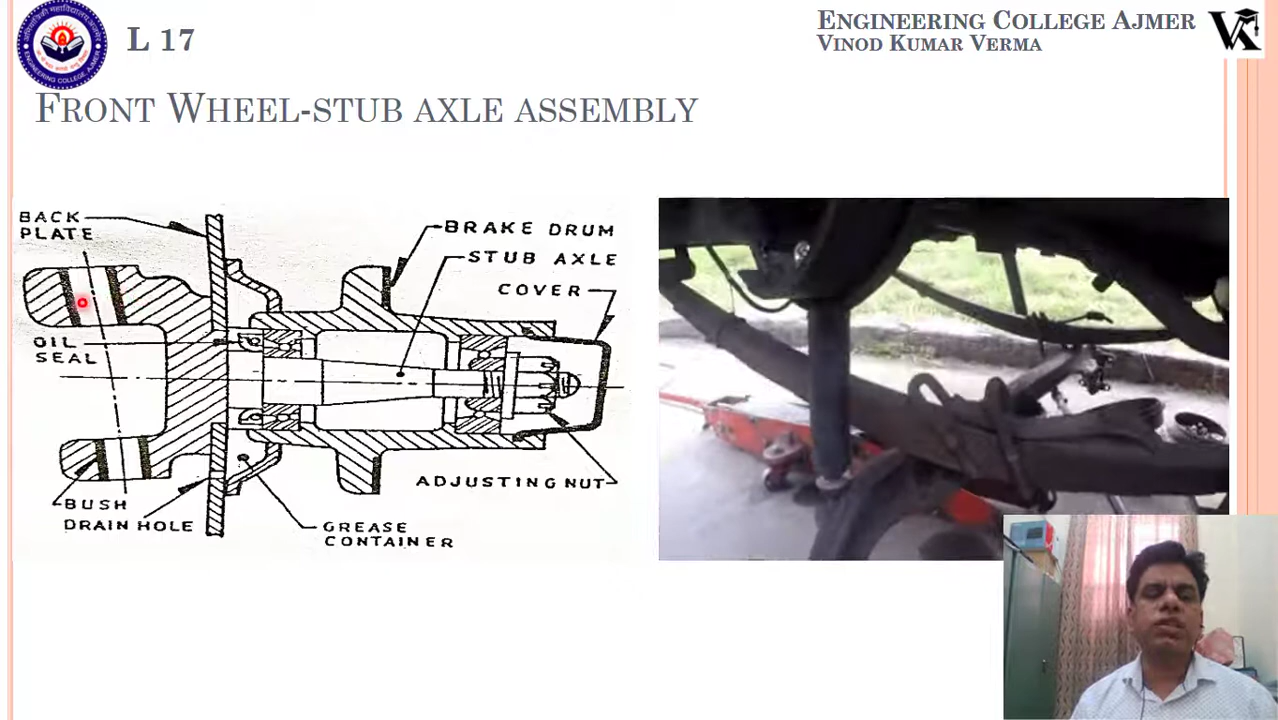 L 17
ENGINEERING COLLEGE AJMER
VINOD KUMAR VERMA
FRONT WHEEL-STUB AXLE ASSEMBLY
BACK
PLATE
BRAKE DRUM
STUB AXLE
COVER
OIL
SEAL
ADJUSTING NUT
BUSH
DRAIN HOLE
GREASE
CONTAINER